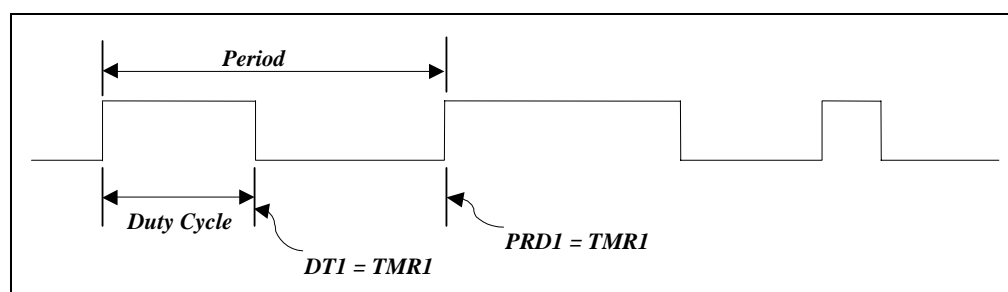 Period
Duty Cycle
PRD1 = TMR1
DT1 = TMR1